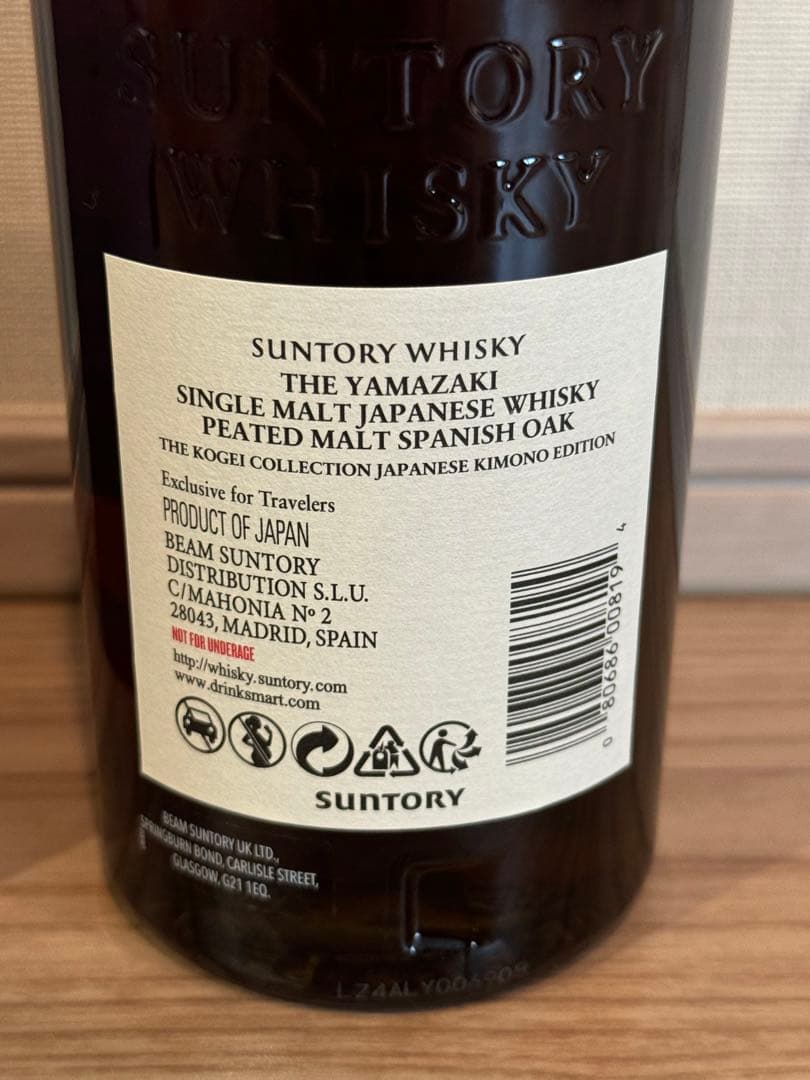 SUNTORY
WHISKY
SUNTORY WHISKY
THE YAMAZAKI
SINGLE MALT JAPANESE WHISKY
PEATED MALT SPANISH OAK
THE KOGEI COLLECTION JAPANESE KIMONO EDITION
Exclusive for Travelers
PRODUCT OF JAPAN
BEAM SUNTORY
DISTRIBUTION S.L.U.
C/MAHONIA Nº 2
28043, MADRID, SPAIN
NOT FOR UNDERAGE
http://whisky.suntory.com
www.drinksmart.com
0 80686 00819 4
SUNTORY
BEAM SUNTORY UK LTD.,
SPRINGBURN BOND, CARLISLE STREET,
GLASGOW, G21 1EQ.